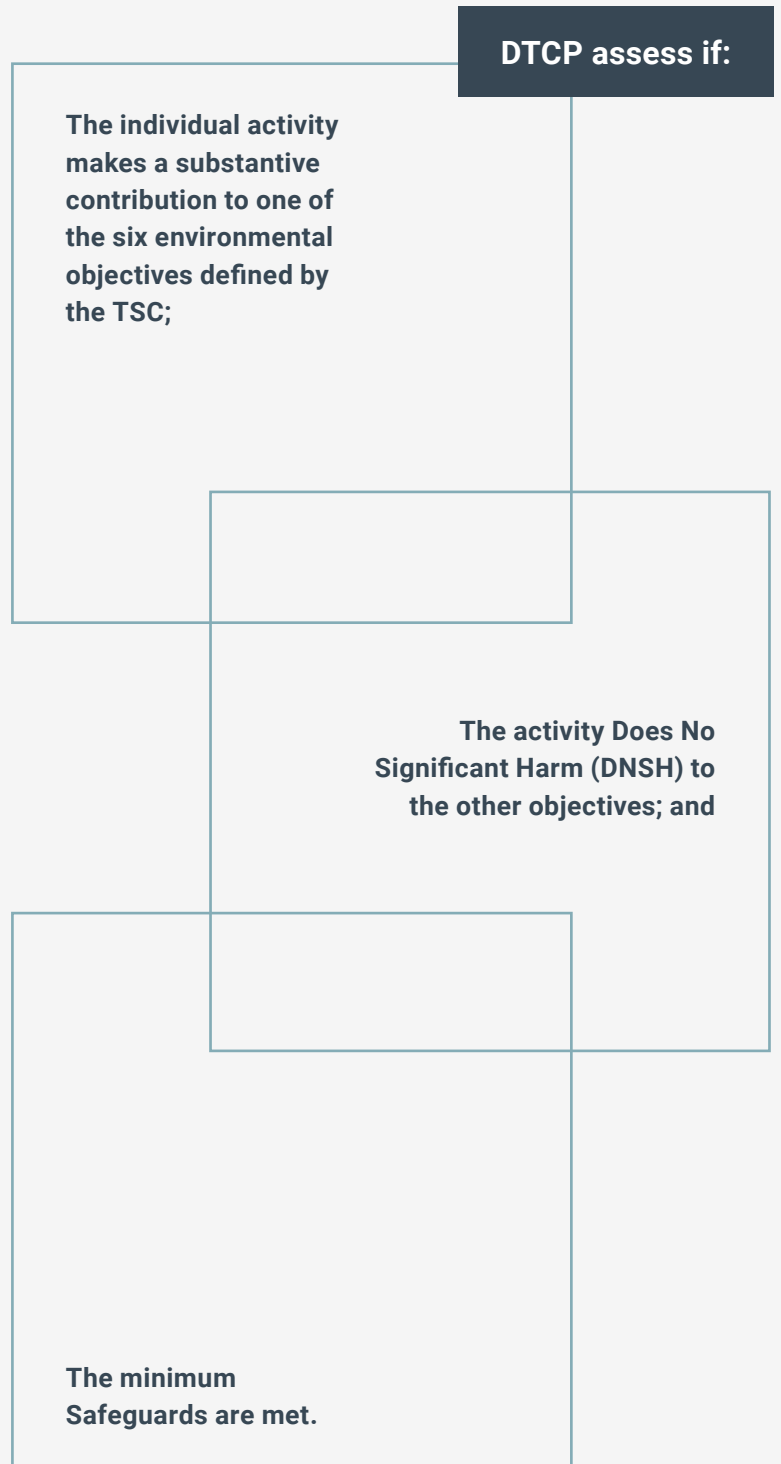 DTCP assess if:
The individual activity
makes a substantive
contribution to one of
the six environmental
objectives defined by
the TSC;
The activity Does No
Significant Harm (DNSH) to
the other objectives; and
The minimum
Safeguards are met.